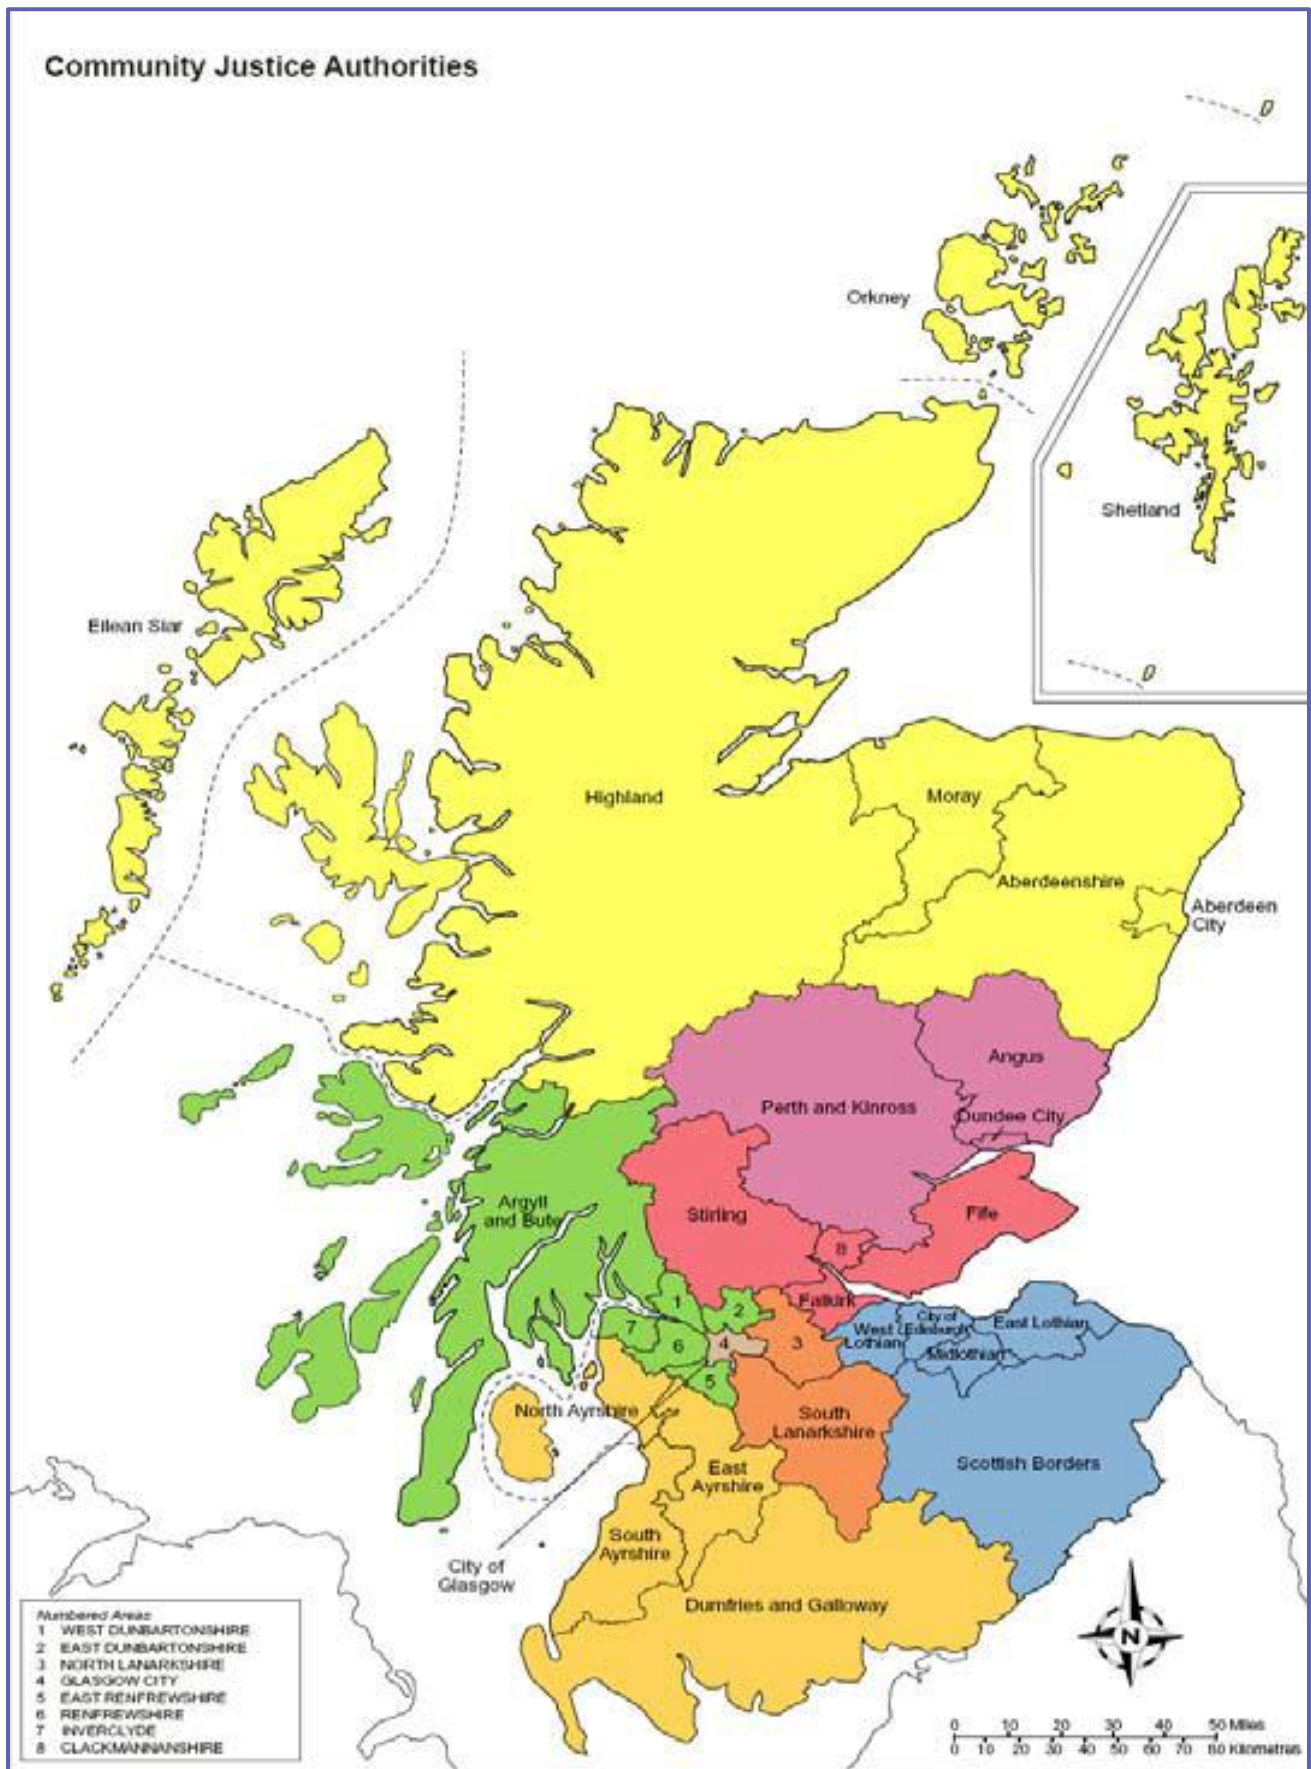 Community Justice Authorities
Orkney
Shetland
Eilean Siar
Highland
Moray
Aberdeenshire
Aberdeen
City
Angus
Perth and Kinross
Dundee City
Argyll
and Bute
Stirling
Fife
8
Falkirk
1
2
7
6
4
3
5
West
Lothian
City of
Edinburgh
East Lothian
Midlothian
North Ayrshire
South
Lanarkshire
Scottish Borders
East
Ayrshire
South
Ayrshire
City of
Glasgow
Dumfries and Galloway
N
Numbered Areas
1 WEST DUNBARTONSHIRE
2 EAST DUNBARTONSHIRE
3 NORTH LANARKSHIRE
4 GLASGOW CITY
5 EAST RENFREWSHIRE
6 RENFREWSHIRE
7 INVERCLYDE
8 CLACKMANNANSHIRE
0 10 20 30 40 50 Miles
0 10 20 30 40 50 60 70 80 Kilometres